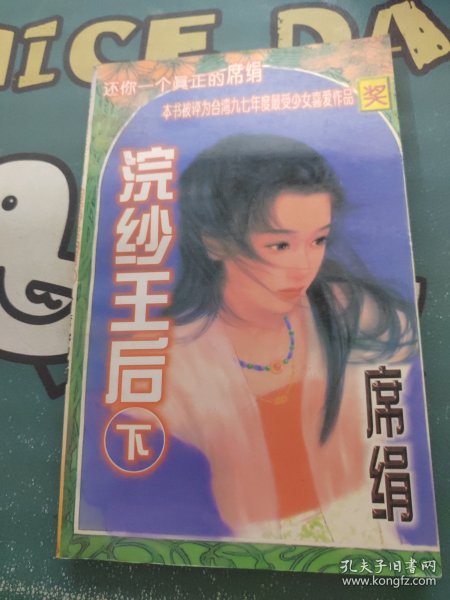 NICE DA
还你一个真正的席绢
本书被评为台湾九七年度最受少女喜爱作品
奖
浣纱王后
下
席绢
孔夫子旧书网
www.kongfz.com